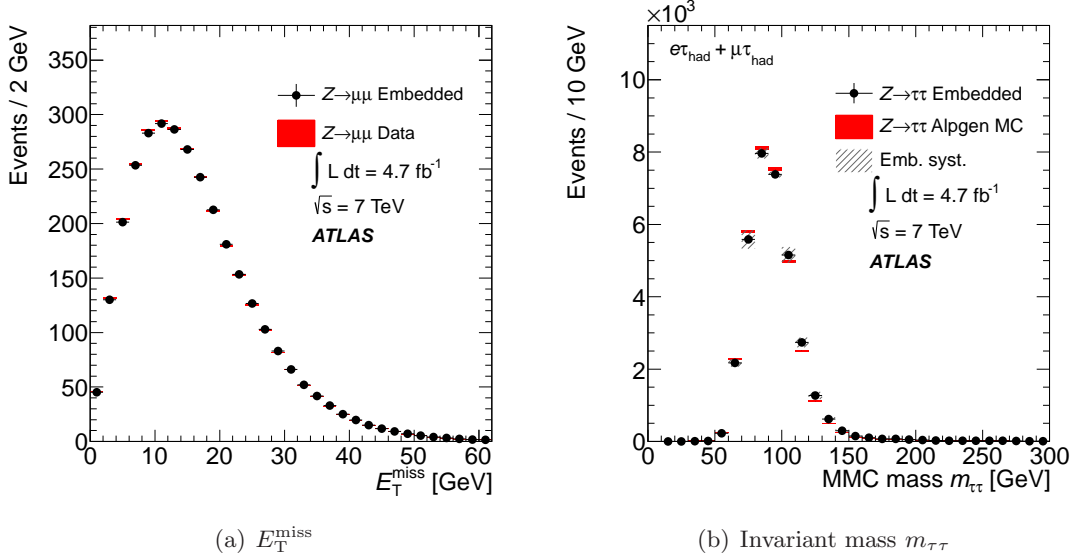 Events / 2 GeV
350
300
250
200
150
100
50
0
Z→μμ Embedded
Z→μμ Data
∫ L dt = 4.7 fb⁻¹
√s = 7 TeV
ATLAS
0 10 20 30 40 50 60
E_T^miss [GeV]
(a) E_T^miss
×10³
Events / 10 GeV
10
8
6
4
2
0
eτ_had + μτ_had
Z→ττ Embedded
Z→ττ Alpgen MC
Emb. syst.
∫ L dt = 4.7 fb⁻¹
√s = 7 TeV
ATLAS
0 50 100 150 200 250 300
MMC mass m_ττ [GeV]
(b) Invariant mass m_ττ